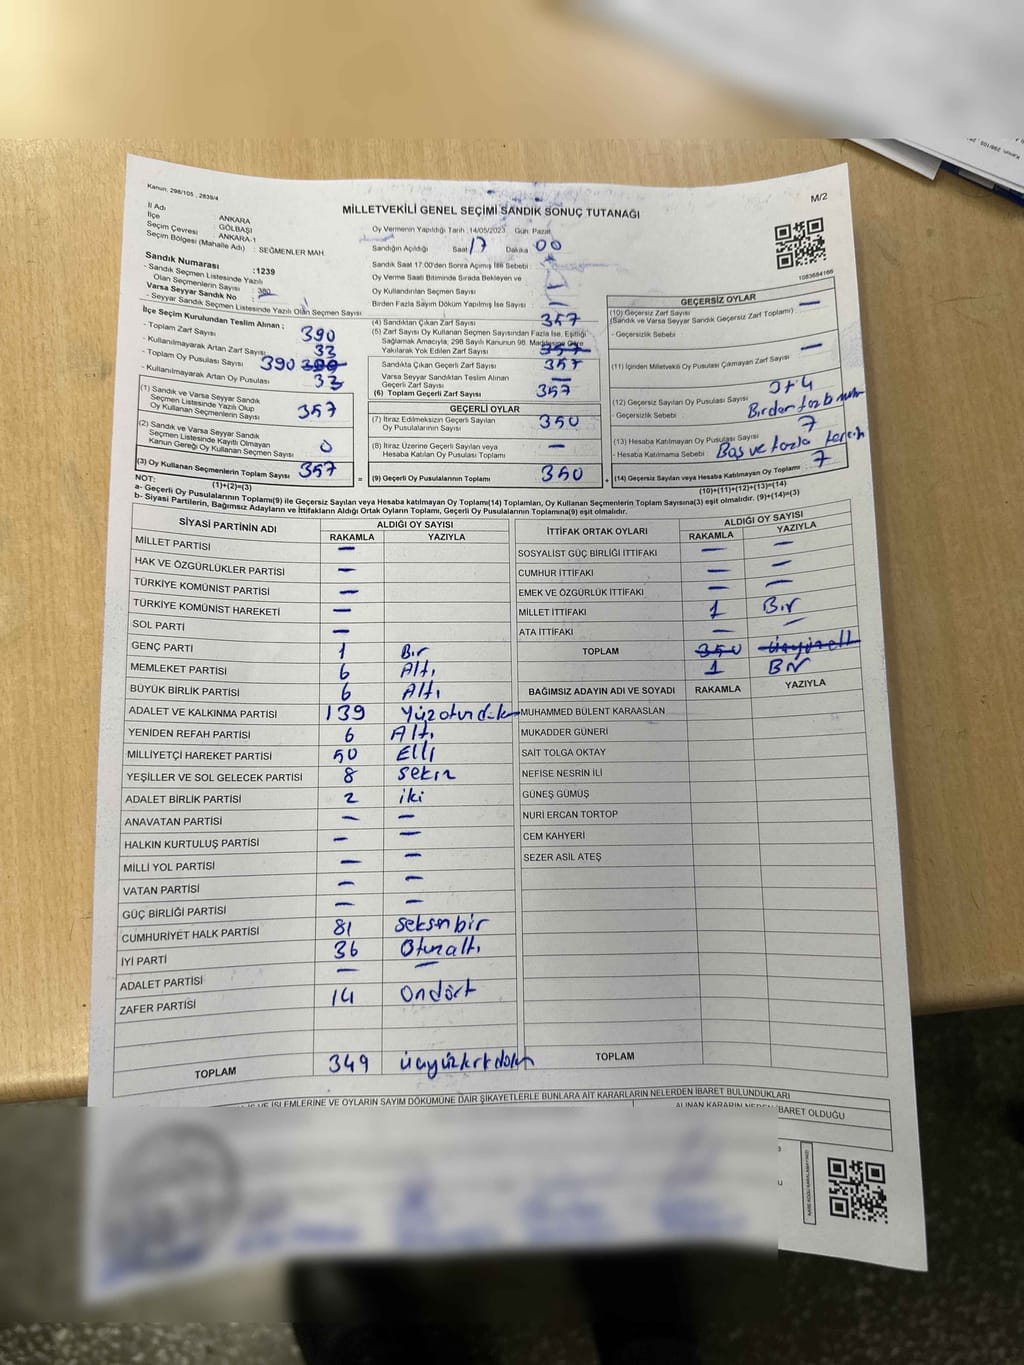 Kanun: 298/105 , 2839/4
M/2
MİLLETVEKİLİ GENEL SEÇİMİ SANDIK SONUÇ TUTANAĞI
İl Adı ANKARA
İlçe GÖLBAŞI
Seçim Çevresi ANKARA-1
Seçim Bölgesi (Mahalle Adı) : SEĞMENLER MAH.
Sandık Numarası :1239
- Sandık Seçmen Listesinde Yazılı
Olan Seçmenlerin Sayısı : 380
Varsa Seyyar Sandık No
- Seyyar Sandık Seçmen Listesinde Yazılı Olan Seçmen Sayısı
Oy Vermenin Yapıldığı Tarih :14/05/2023 Gün: Pazar
Sandığın Açıldığı Saat 17 Dakika 00
Sandık Saat 17:00'den Sonra Açılmış İse Sebebi
Oy Verme Saati Bitiminde Sırada Bekleyen ve
Oy Kullandırılan Seçmen Sayısı —
Birden Fazla Sayım Döküm Yapılmış İse Sayısı —
1083684166
İlçe Seçim Kurulundan Teslim Alınan ;
- Toplam Zarf Sayısı 390
- Kullanılmayarak Artan Zarf Sayısı 33
- Toplam Oy Pusulası Sayısı 390
- Kullanılmayarak Artan Oy Pusulası 33
(1) Sandık ve Varsa Seyyar Sandık
Seçmen Listesinde Yazılı Olup
Oy Kullanan Seçmenlerin Sayısı 357
(2) Sandık ve Varsa Seyyar Sandık
Seçmen Listesinde Kayıtlı Olmayan
Kanun Gereği Oy Kullanan Seçmen Sayısı 0
(3) Oy Kullanan Seçmenlerin Toplam Sayısı 357
(1)+(2)=(3)
(4) Sandıktan Çıkan Zarf Sayısı 357
(5) Zarf Sayısı Oy Kullanan Seçmen Sayısından Fazla İse, Eşitliği
Sağlamak Amacıyla, 298 Sayılı Kanunun 98. Maddesine Göre
Yakılarak Yok Edilen Zarf Sayısı 357
Sandıkta Çıkan Geçerli Zarf Sayısı 357
Varsa Seyyar Sandıktan Teslim Alınan
Geçerli Zarf Sayısı —
(6) Toplam Geçerli Zarf Sayısı 357
GEÇERLİ OYLAR
(7) İtiraz Edilmeksizin Geçerli Sayılan
Oy Pusulalarının Sayısı 350
(8) İtiraz Üzerine Geçerli Sayılan veya
Hesaba Katılan Oy Pusulası Toplamı —
= (9) Geçerli Oy Pusulalarının Toplamı 350
GEÇERSİZ OYLAR
(10) Geçersiz Zarf Sayısı —
(Sandık ve Varsa Seyyar Sandık Geçersiz Zarf Toplamı)
- Geçersizlik Sebebi
(11) İçinden Milletvekili Oy Pusulası Çıkmayan Zarf Sayısı —
(12) Geçersiz Sayılan Oy Pusulası Sayısı 3+4
- Geçersizlik Sebebi : Birden fazla
(13) Hesaba Katılmayan Oy Pusulası Sayısı 7
- Hesaba Katılmama Sebebi : Boş ve fazla tercih
+ (14) Geçersiz Sayılan veya Hesaba Katılmayan Oy Toplamı 7
(10)+(11)+(12)+(13)=(14)
NOT:
a- Geçerli Oy Pusulalarının Toplamı(9) ile Geçersiz Sayılan veya Hesaba katılmayan Oy Toplamı(14) Toplamları, Oy Kullanan Seçmenlerin Toplam Sayısına(3) eşit olmalıdır. (9)+(14)=(3)
b- Siyasi Partilerin, Bağımsız Adayların ve İttifakların Aldığı Ortak Oyların Toplamı, Geçerli Oy Pusulalarının Toplamına(9) eşit olmalıdır.
SİYASİ PARTİNİN ADI ALDIĞI OY SAYISI
RAKAMLA YAZIYLA
MİLLET PARTİSİ —
HAK VE ÖZGÜRLÜKLER PARTİSİ —
TÜRKİYE KOMÜNİST PARTİSİ —
TÜRKİYE KOMÜNİST HAREKETİ —
SOL PARTİ —
GENÇ PARTİ 1 Bir
MEMLEKET PARTİSİ 6 Altı
BÜYÜK BİRLİK PARTİSİ 6 Altı
ADALET VE KALKINMA PARTİSİ 139
YENİDEN REFAH PARTİSİ 6 Altı
MİLLİYETÇİ HAREKET PARTİSİ 50 Elli
YEŞİLLER VE SOL GELECEK PARTİSİ 8 sekiz
ADALET BİRLİK PARTİSİ 2 iki
ANAVATAN PARTİSİ — —
HALKIN KURTULUŞ PARTİSİ — —
MİLLİ YOL PARTİSİ — —
VATAN PARTİSİ — —
GÜÇ BİRLİĞİ PARTİSİ — —
CUMHURİYET HALK PARTİSİ 81 seksenbir
İYİ PARTİ 36 Otuzaltı
ADALET PARTİSİ — —
ZAFER PARTİSİ 14 Ondört
TOPLAM 349
İTTİFAK ORTAK OYLARI ALDIĞI OY SAYISI
RAKAMLA YAZIYLA
SOSYALİST GÜÇ BİRLİĞİ İTTİFAKI — —
CUMHUR İTTİFAKI — —
EMEK VE ÖZGÜRLÜK İTTİFAKI — —
MİLLET İTTİFAKI 1 Bir
ATA İTTİFAKI — —
TOPLAM 350
1 Bir
BAĞIMSIZ ADAYIN ADI VE SOYADI RAKAMLA YAZIYLA
MUHAMMED BÜLENT KARAASLAN
MUKADDER GÜNERİ
SAİT TOLGA OKTAY
NEFİSE NESRİN İLİ
GÜNEŞ GÜMÜŞ
NURİ ERCAN TORTOP
CEM KAHYERİ
SEZER ASİL ATEŞ
TOPLAM
VE İŞLEMLERİNE VE OYLARIN SAYIM DÖKÜMÜNE DAİR ŞİKAYETLERLE BUNLARA AİT KARARLARIN NELERDEN İBARET BULUNDUKLARI
ALINAN KARARIN NEDEN İBARET OLDUĞU